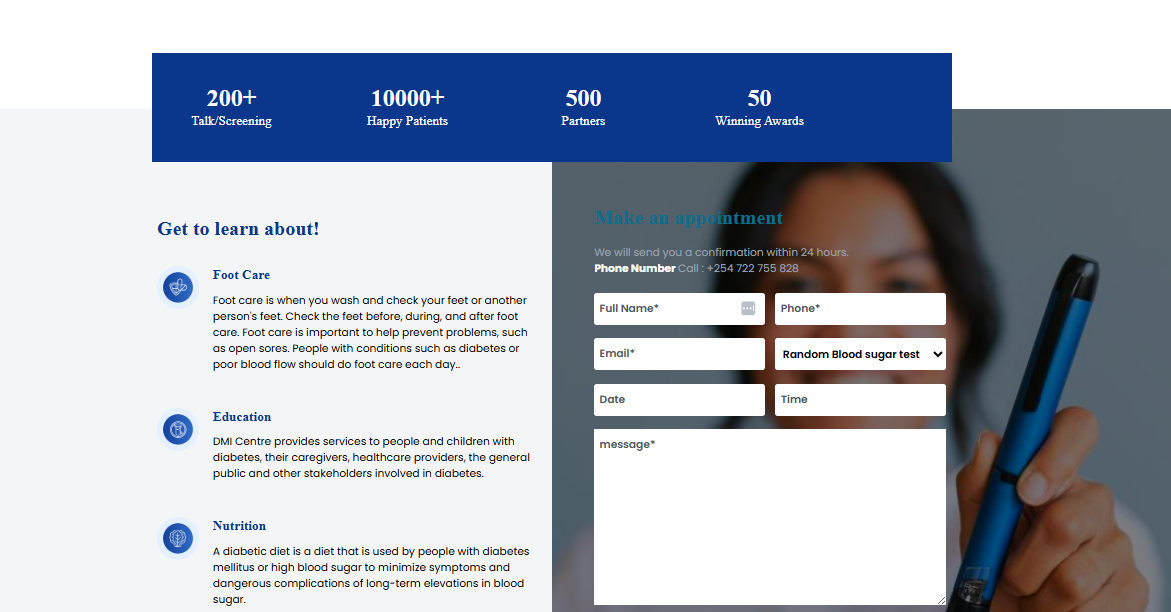 200+
Talk/Screening
10000+
Happy Patients
500
Partners
50
Winning Awards
Get to learn about!
Foot Care
Foot care is when you wash and check your feet or another
person's feet. Check the feet before, during, and after foot
care. Foot care is important to help prevent problems, such
as open sores. People with conditions such as diabetes or
poor blood flow should do foot care each day..
Education
DMI Centre provides services to people and children with
diabetes, their caregivers, healthcare providers, the general
public and other stakeholders involved in diabetes.
Nutrition
A diabetic diet is a diet that is used by people with diabetes
mellitus or high blood sugar to minimize symptoms and
dangerous complications of long-term elevations in blood
sugar.
Make an appointment
We will send you a confirmation within 24 hours.
Phone Number Call : +254 722 755 828
Full Name*
Phone*
Email*
Random Blood sugar test
Date
Time
message*